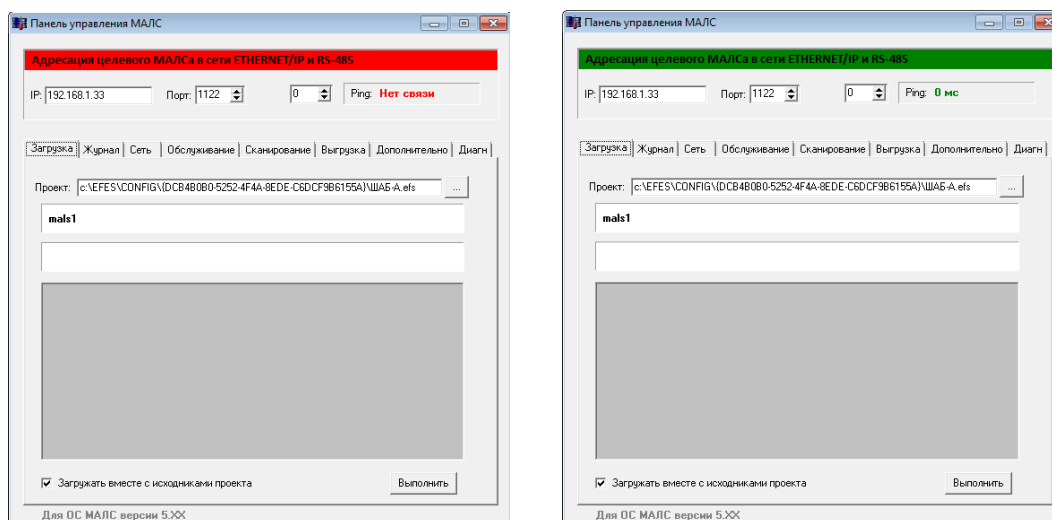 Панель управления МАЛС
Адресация целевого МАЛСа в сети ETHERNET/IP и RS-485
IP: 192.168.1.33 Порт: 1122 0 Ping: Нет связи
Загрузка Журнал Сеть Обслуживание Сканирование Выгрузка Дополнительно Диагн
Проект: c:\EFES\CONFIG\{DCB4B0B0-5252-4F4A-8EDE-C6DCF9B6155A}\ШАБ-А.efs ...
mals1
Загружать вместе с исходниками проекта Выполнить
Для ОС МАЛС версии 5.XX
Панель управления МАЛС
Адресация целевого МАЛСа в сети ETHERNET/IP и RS-485
IP: 192.168.1.33 Порт: 1122 0 Ping: 0 мс
Загрузка Журнал Сеть Обслуживание Сканирование Выгрузка Дополнительно Диагн
Проект: c:\EFES\CONFIG\{DCB4B0B0-5252-4F4A-8EDE-C6DCF9B6155A}\ШАБ-А.efs ...
mals1
Загружать вместе с исходниками проекта Выполнить
Для ОС МАЛС версии 5.XX